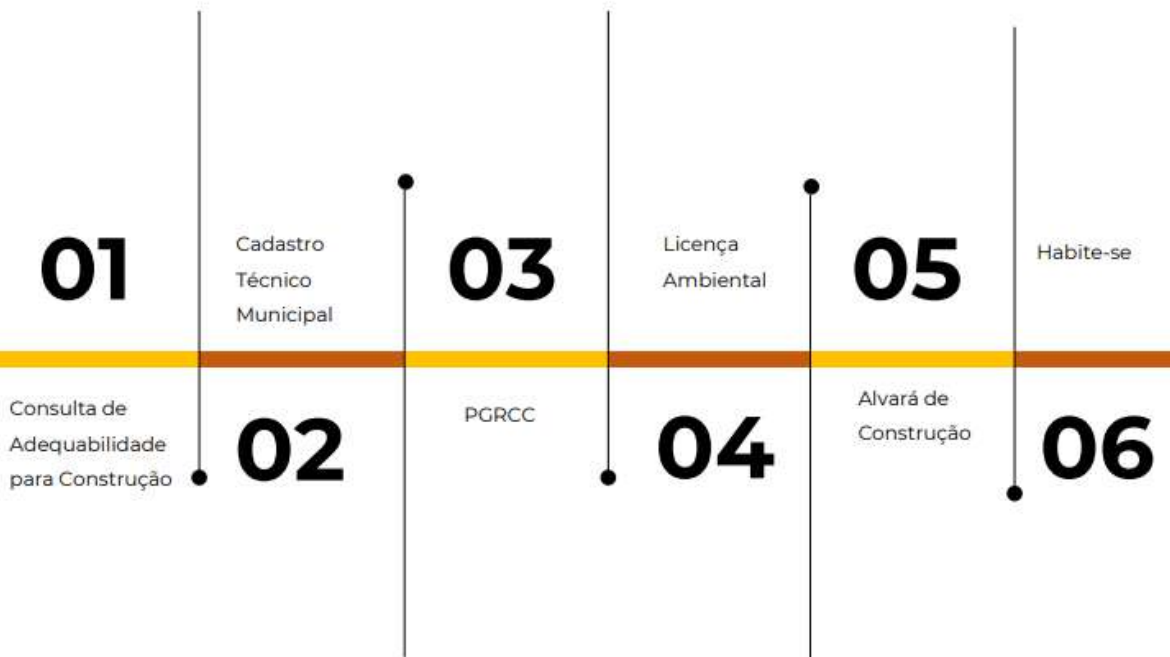 01
Consulta de
Adequabilidade
para Construção
Cadastro
Técnico
Municipal
02
03
PGRCC
Licença
Ambiental
04
05
Alvará de
Construção
Habite-se
06